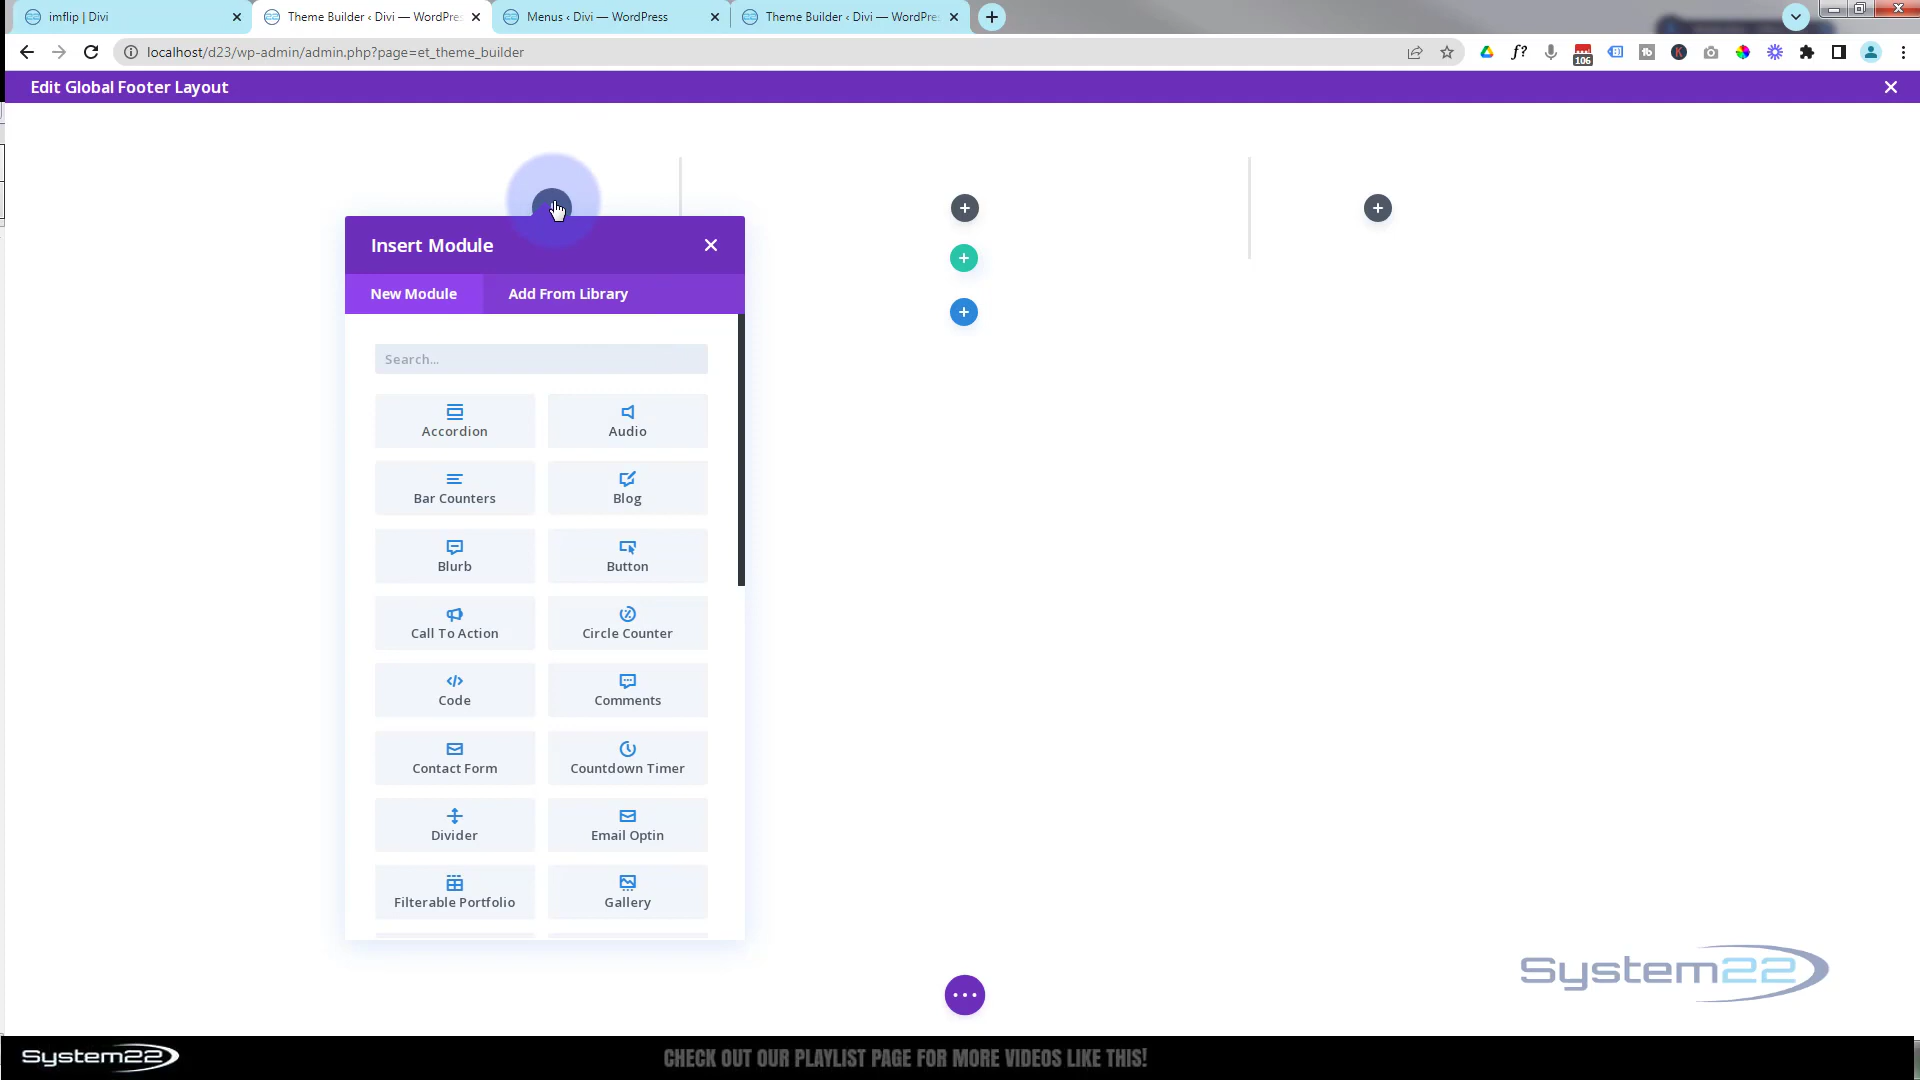 imflip | Divi
Theme Builder ‹ Divi — WordPres
Menus ‹ Divi — WordPress
Theme Builder ‹ Divi — WordPres
localhost/d23/wp-admin/admin.php?page=et_theme_builder
106
Edit Global Footer Layout
Insert Module
New Module
Add From Library
Search...
Accordion
Audio
Bar Counters
Blog
Blurb
Button
Call To Action
Circle Counter
Code
Comments
Contact Form
Countdown Timer
Divider
Email Optin
Filterable Portfolio
Gallery
System22
System22
CHECK OUT OUR PLAYLIST PAGE FOR MORE VIDEOS LIKE THIS!